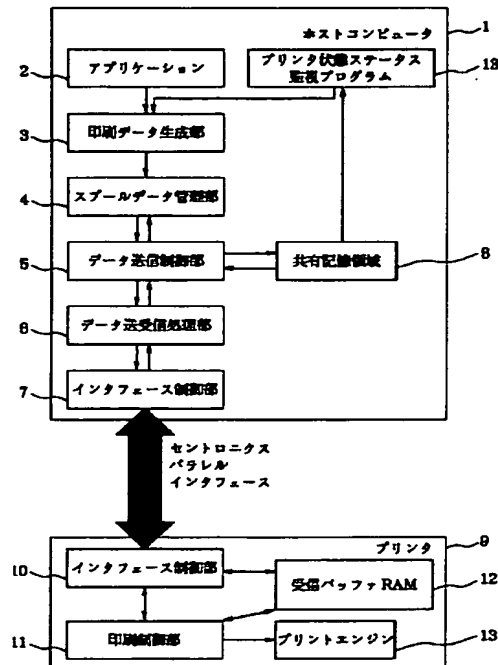 ホストコンピュータ
1
2
アプリケーション
プリンタ状態ステータス
監視プログラム
13
3
印刷データ生成部
4
スプールデータ管理部
5
データ送信制御部
共有記憶領域
8
6
データ送受信処理部
7
インタフェース制御部
セントロニクス
パラレル
インタフェース
プリンタ
9
10
インタフェース制御部
受信バッファRAM
12
11
印刷制御部
プリントエンジン
13